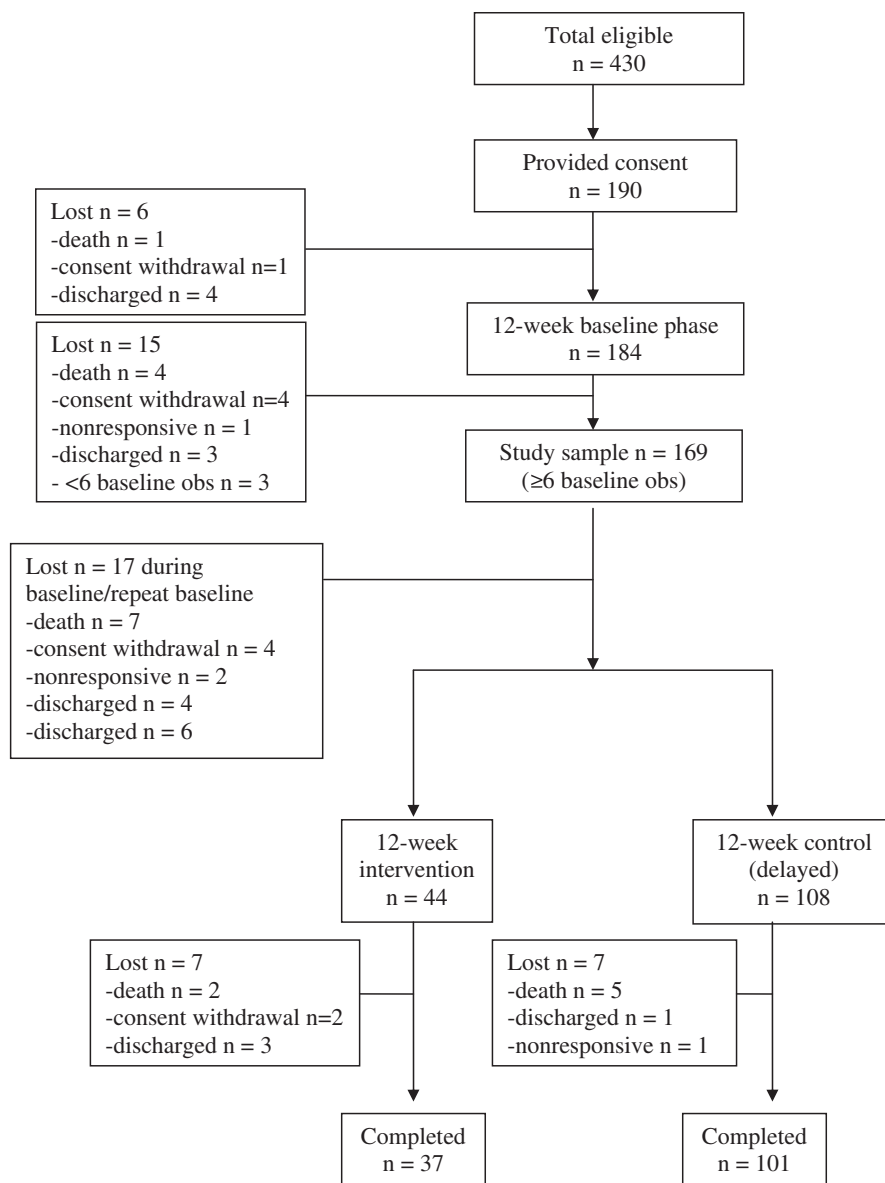 Total eligible
n = 430
Provided consent
n = 190
Lost n = 6
-death n = 1
-consent withdrawal n=1
-discharged n = 4
12-week baseline phase
n = 184
Lost n = 15
-death n = 4
-consent withdrawal n=4
-nonresponsive n = 1
-discharged n = 3
- <6 baseline obs n = 3
Study sample n = 169
(≥6 baseline obs)
Lost n = 17 during
baseline/repeat baseline
-death n = 7
-consent withdrawal n = 4
-nonresponsive n = 2
-discharged n = 4
-discharged n = 6
12-week
intervention
n = 44
12-week control
(delayed)
n = 108
Lost n = 7
-death n = 2
-consent withdrawal n=2
-discharged n = 3
Lost n = 7
-death n = 5
-discharged n = 1
-nonresponsive n = 1
Completed
n = 37
Completed
n = 101